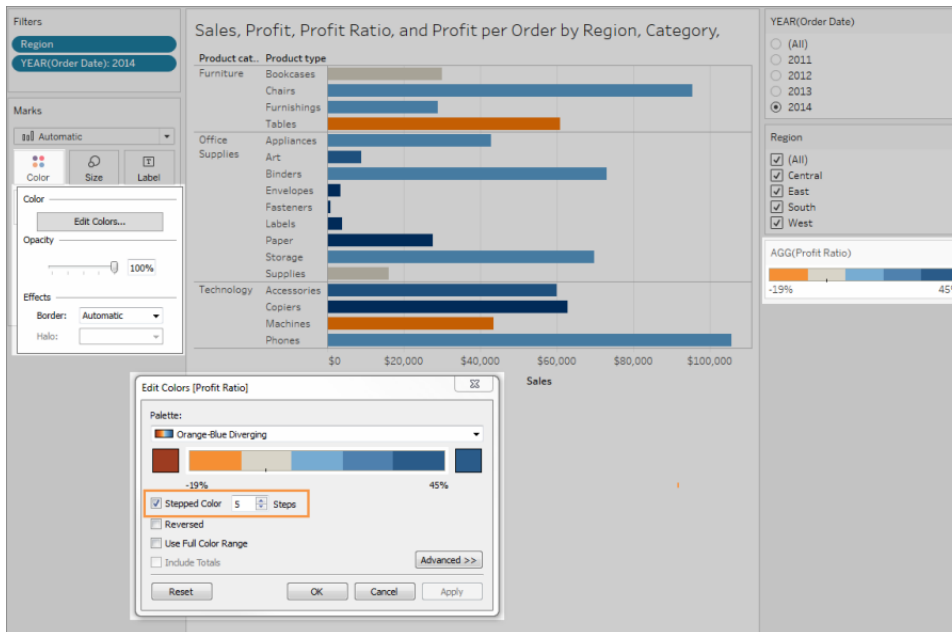 Filters
Region
YEAR(Order Date): 2014
Marks
Automatic
Color
Size
Label
Color
Edit Colors...
Opacity
100%
Effects
Border: Automatic
Halo:
Sales, Profit, Profit Ratio, and Profit per Order by Region, Category,
Product cat.. Product type
Furniture Bookcases
Chairs
Furnishings
Tables
Office Supplies Appliances
Art
Binders
Envelopes
Fasteners
Labels
Paper
Storage
Supplies
Technology Accessories
Copiers
Machines
Phones
$0 $20,000 $40,000 $60,000 $80,000 $100,000
Sales
YEAR(Order Date)
(All)
2011
2012
2013
2014
Region
(All)
Central
East
South
West
AGG(Profit Ratio)
-19% 45%
Edit Colors [Profit Ratio]
Palette:
Orange-Blue Diverging
-19% 45%
Stepped Color 5 Steps
Reversed
Use Full Color Range
Include Totals
Advanced >>
Reset OK Cancel Apply